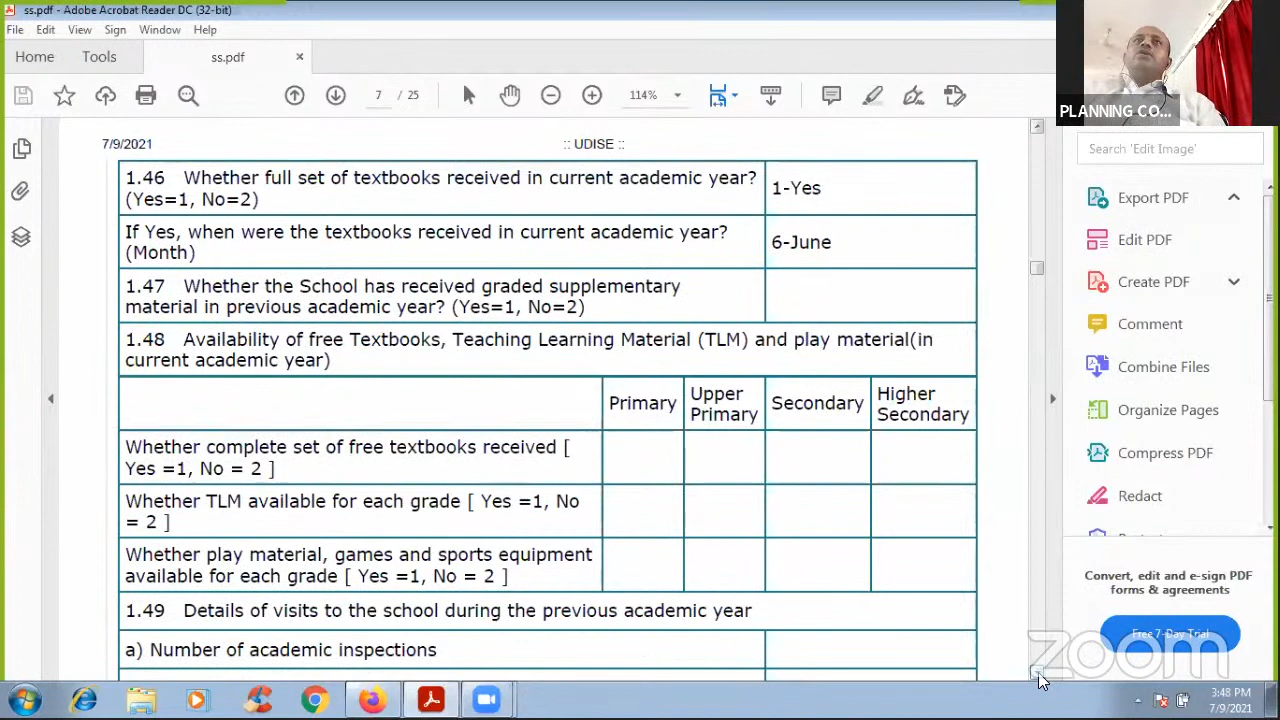 ss.pdf - Adobe Acrobat Reader DC (32-bit)
File Edit View Sign Window Help
Home Tools ss.pdf ×
7 / 25 114%
7/9/2021 :: UDISE ::
1.46 Whether full set of textbooks received in current academic year?
(Yes=1, No=2)
1-Yes
If Yes, when were the textbooks received in current academic year?
(Month)
6-June
1.47 Whether the School has received graded supplementary
material in previous academic year? (Yes=1, No=2)
1.48 Availability of free Textbooks, Teaching Learning Material (TLM) and play material(in
current academic year)
Primary
Upper
Primary
Secondary
Higher
Secondary
Whether complete set of free textbooks received [
Yes =1, No = 2 ]
Whether TLM available for each grade [ Yes =1, No
= 2 ]
Whether play material, games and sports equipment
available for each grade [ Yes =1, No = 2 ]
1.49 Details of visits to the school during the previous academic year
a) Number of academic inspections
PLANNING CO...
Search 'Edit Image'
Export PDF
Edit PDF
Create PDF
Comment
Combine Files
Organize Pages
Compress PDF
Redact
Convert, edit and e-sign PDF
forms & agreements
Free 7-Day Trial
zoom
3:48 PM
7/9/2021